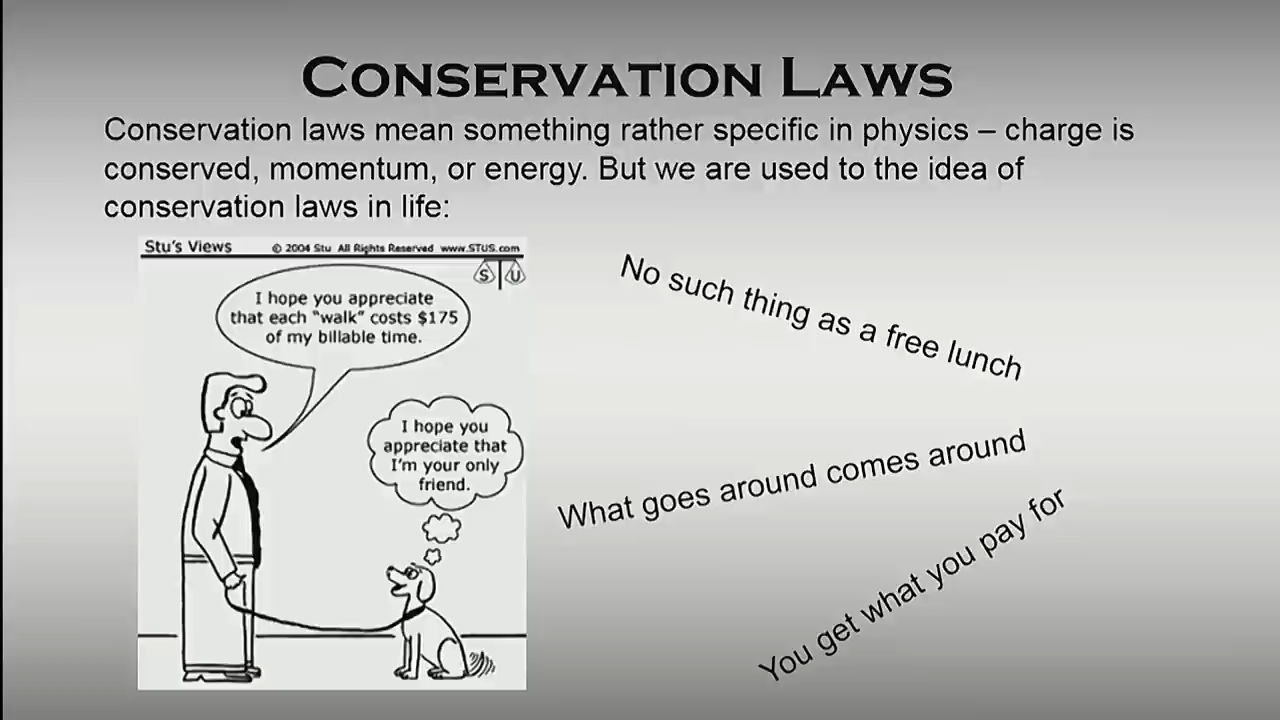 CONSERVATION LAWS
Conservation laws mean something rather specific in physics – charge is
conserved, momentum, or energy. But we are used to the idea of
conservation laws in life:
Stu's Views © 2004 Stu All Rights Reserved www.STUS.com
S U
I hope you appreciate
that each "walk" costs $175
of my billable time.
I hope you
appreciate that
I'm your only
friend.
No such thing as a free lunch
What goes around comes around
You get what you pay for